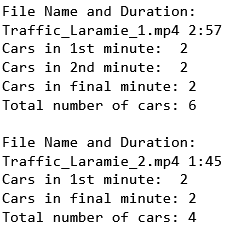 File Name and Duration:
Traffic_Laramie_1.mp4 2:57
Cars in 1st minute:  2
Cars in 2nd minute:  2
Cars in final minute: 2
Total number of cars: 6

File Name and Duration:
Traffic_Laramie_2.mp4 1:45
Cars in 1st minute:  2
Cars in final minute: 2
Total number of cars: 4